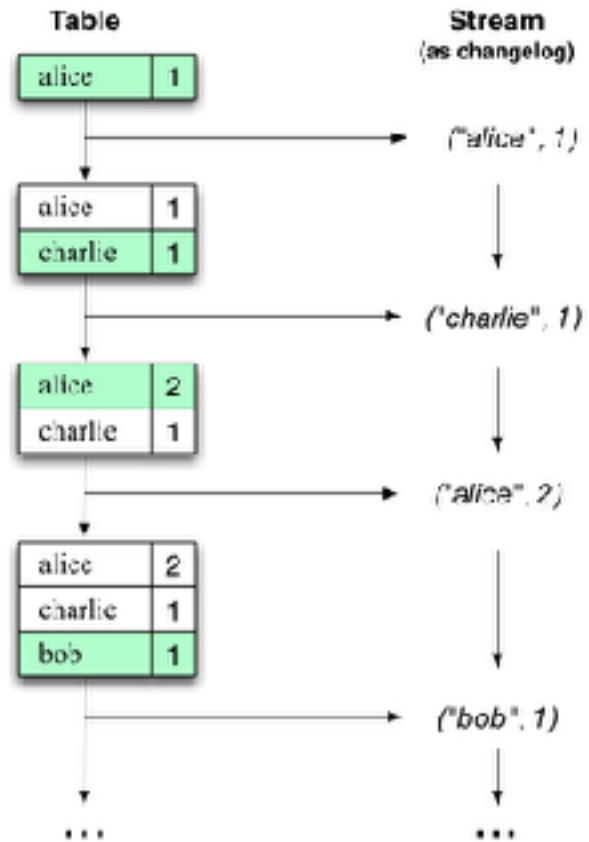 Table
Stream
(as changelog)
alice 1
("alice", 1)
alice 1
charlie 1
("charlie", 1)
alice 2
charlie 1
("alice", 2)
alice 2
charlie 1
bob 1
("bob", 1)
...
...